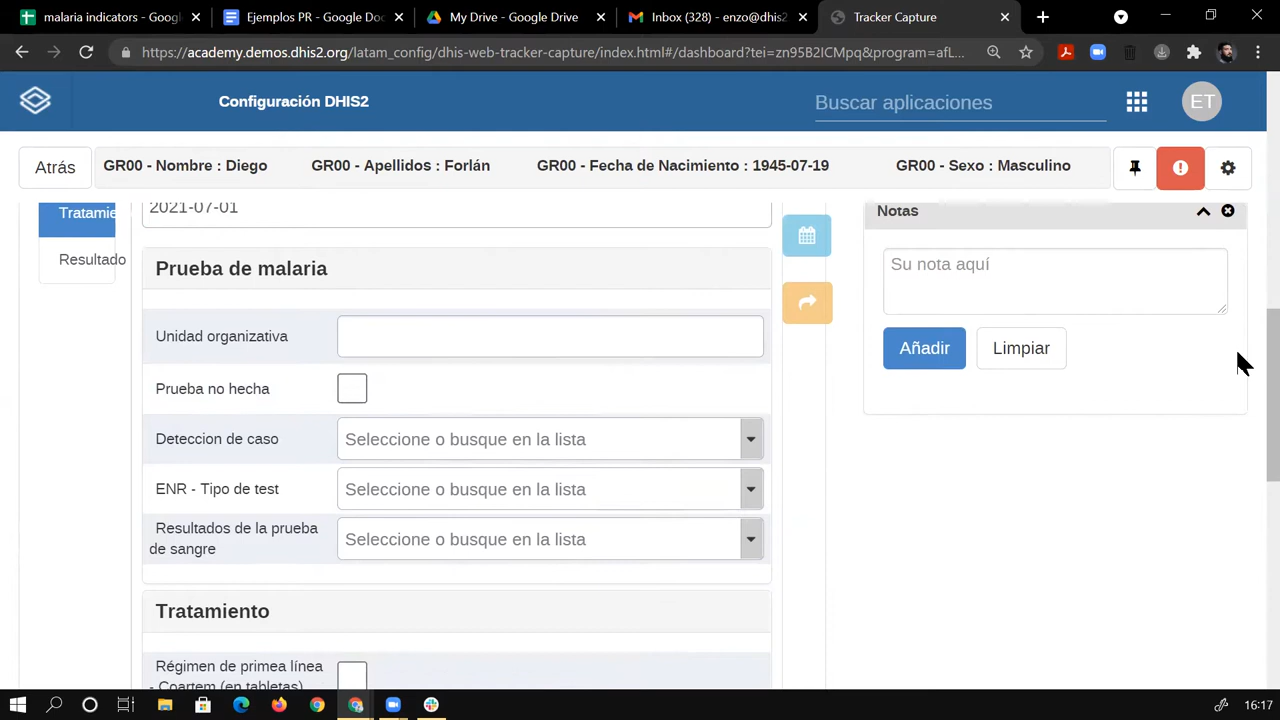 malaria indicators - Googl
Ejemplos PR - Google Doc
My Drive - Google Drive
Inbox (328) - enzo@dhis2
Tracker Capture
https://academy.demos.dhis2.org/latam_config/dhis-web-tracker-capture/index.html#/dashboard?tei=zn95B2ICMpq&program=afL...
Configuración DHIS2
Buscar aplicaciones
ET
Atrás
GR00 - Nombre : Diego
GR00 - Apellidos : Forlán
GR00 - Fecha de Nacimiento : 1945-07-19
GR00 - Sexo : Masculino
Tratamie
Resultado
2021-07-01
Prueba de malaria
Unidad organizativa
Prueba no hecha
Deteccion de caso
Seleccione o busque en la lista
ENR - Tipo de test
Seleccione o busque en la lista
Resultados de la prueba
de sangre
Seleccione o busque en la lista
Tratamiento
Régimen de primea línea
- Coartem (en tabletas)
Notas
Su nota aquí
Añadir
Limpiar
16:17